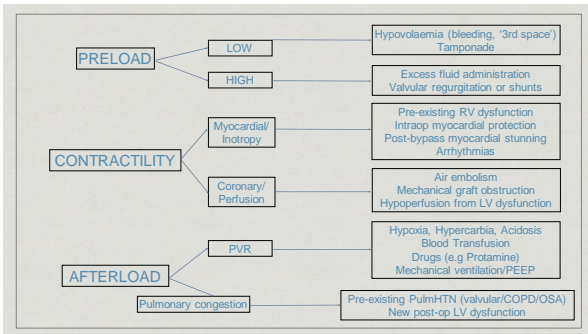 PRELOAD
LOW
Hypovolaemia (bleeding, '3rd space')
Tamponade
HIGH
Excess fluid administration
Valvular regurgitation or shunts
CONTRACTILITY
Myocardial/
Inotropy
Pre-existing RV dysfunction
Intraop myocardial protection
Post-bypass myocardial stunning
Arrhythmias
Coronary/
Perfusion
Air embolism
Mechanical graft obstruction
Hypoperfusion from LV dysfunction
AFTERLOAD
PVR
Hypoxia, Hypercarbia, Acidosis
Blood Transfusion
Drugs (e.g Protamine)
Mechanical ventilation/PEEP
Pulmonary congestion
Pre-existing PulmHTN (valvular/COPD/OSA)
New post-op LV dysfunction